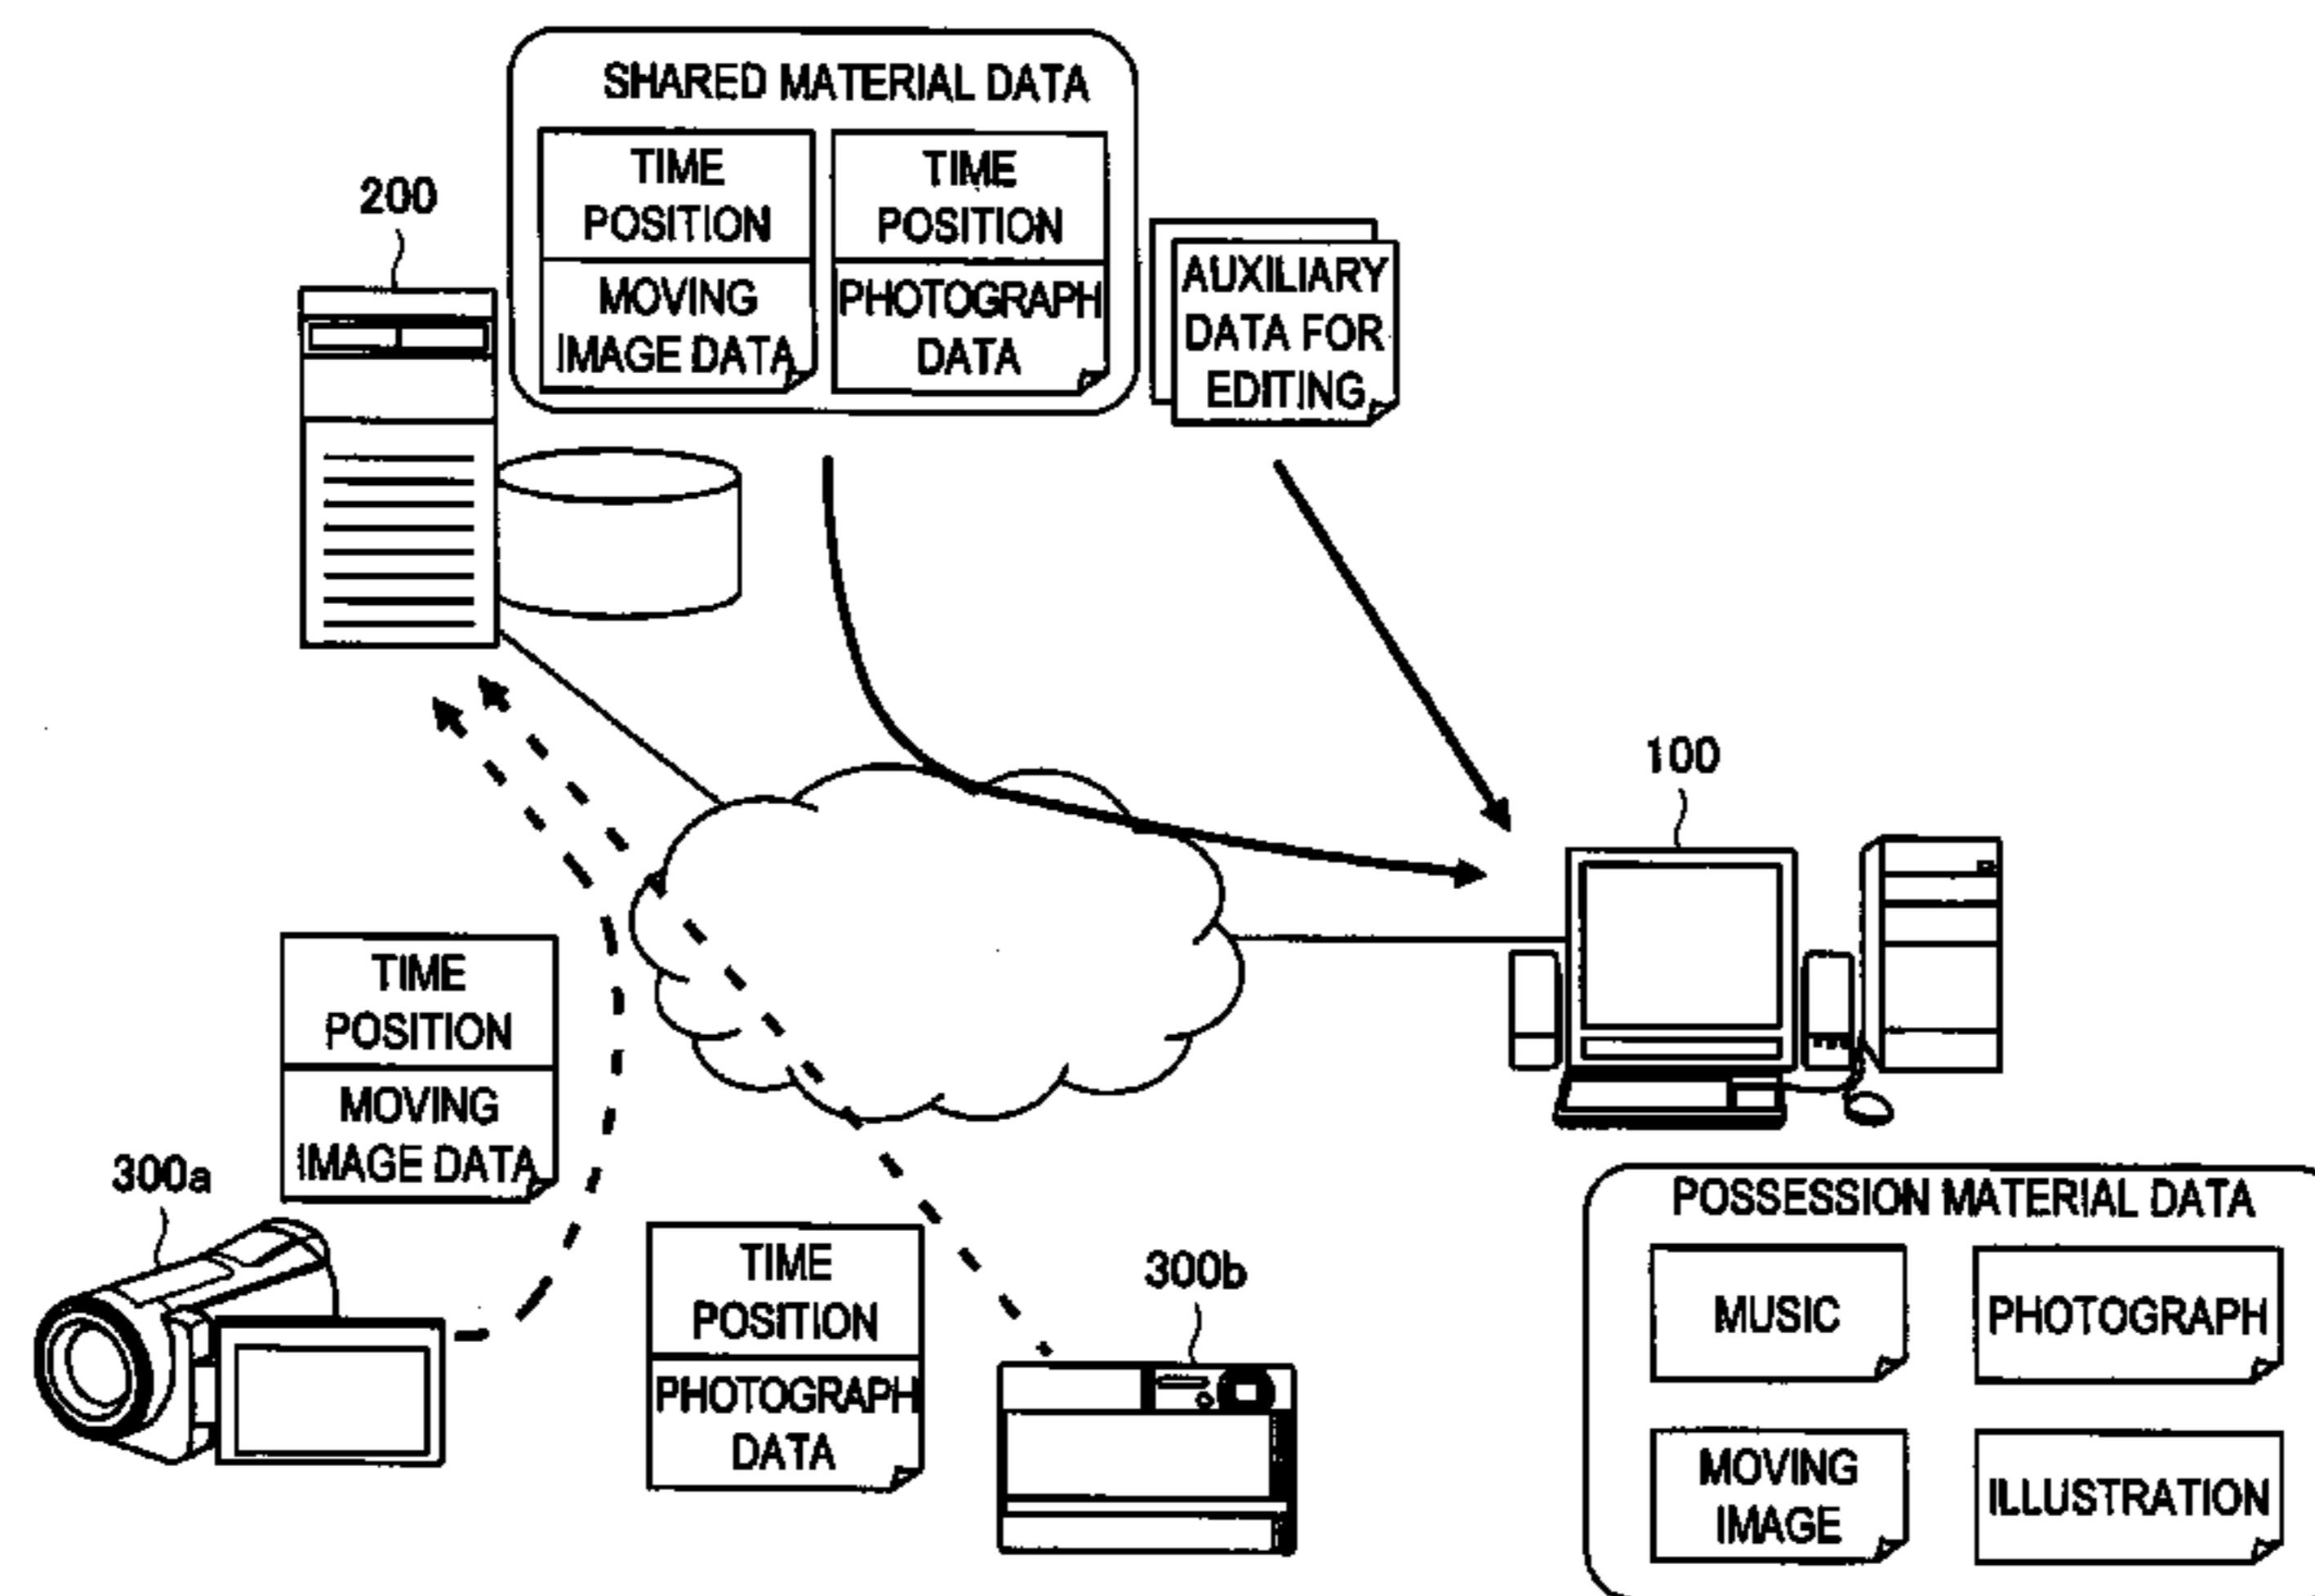 SHARED MATERIAL DATA
TIME
POSITION
MOVING
IMAGE DATA
TIME
POSITION
PHOTOGRAPH
DATA
200
AUXILIARY
DATA FOR
EDITING
100
TIME
POSITION
MOVING
IMAGE DATA
300a
TIME
POSITION
PHOTOGRAPH
DATA
300b
POSSESSION MATERIAL DATA
MUSIC
PHOTOGRAPH
MOVING
IMAGE
ILLUSTRATION